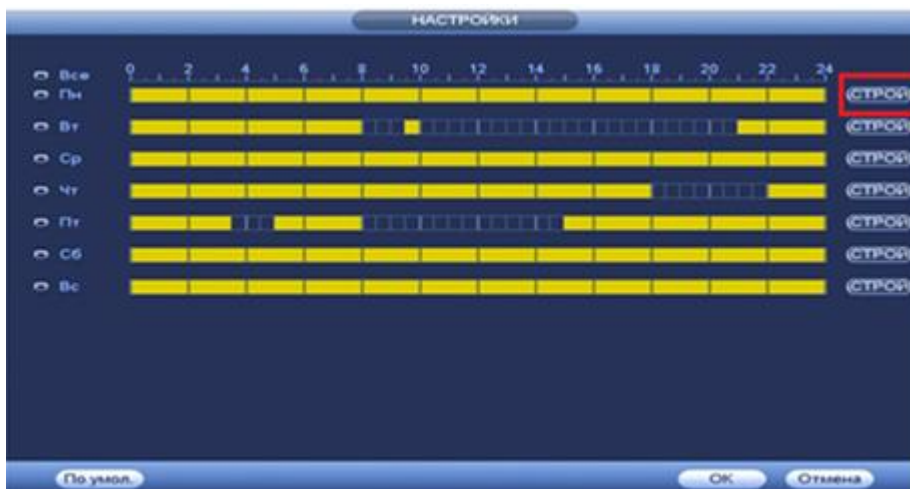 НАСТРОЙКИ
Все 0 2 4 6 8 10 12 14 16 18 20 22 24
Пн (СТРОЙ
Вт (СТРОЙ
Ср (СТРОЙ
Чт (СТРОЙ
Пт (СТРОЙ
Сб (СТРОЙ
Вс (СТРОЙ
По умол. OK Отмена